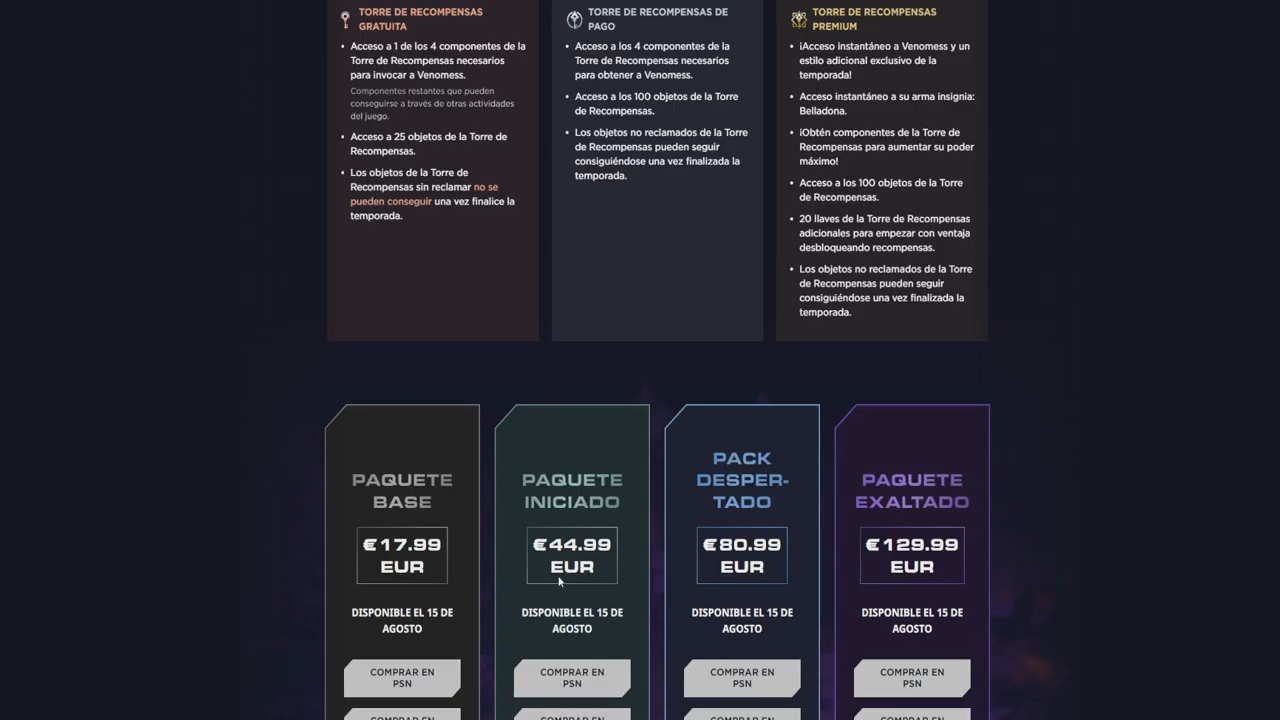 TORRE DE RECOMPENSAS
GRATUITA
• Acceso a 1 de los 4 componentes de la
Torre de Recompensas necesarios
para invocar a Venomess.
Componentes restantes que pueden
conseguirse a través de otras actividades
del juego.
• Acceso a 25 objetos de la Torre de
Recompensas.
• Los objetos de la Torre de
Recompensas sin reclamar no se
pueden conseguir una vez finalice la
temporada.
TORRE DE RECOMPENSAS DE
PAGO
• Acceso a los 4 componentes de la
Torre de Recompensas necesarios
para obtener a Venomess.
• Acceso a los 100 objetos de la Torre
de Recompensas.
• Los objetos no reclamados de la Torre
de Recompensas pueden seguir
consiguiéndose una vez finalizada la
temporada.
TORRE DE RECOMPENSAS
PREMIUM
• ¡Acceso instantáneo a Venomess y un
estilo adicional exclusivo de la
temporada!
• Acceso instantáneo a su arma insignia:
Belladona.
• ¡Obtén componentes de la Torre de
Recompensas para aumentar su poder
máximo!
• Acceso a los 100 objetos de la Torre
de Recompensas.
• 20 llaves de la Torre de Recompensas
adicionales para empezar con ventaja
desbloqueando recompensas.
• Los objetos no reclamados de la Torre
de Recompensas pueden seguir
consiguiéndose una vez finalizada la
temporada.
PAQUETE
BASE
€17.99
EUR
DISPONIBLE EL 15 DE
AGOSTO
COMPRAR EN
PSN
COMPRAR EN
PAQUETE
INICIADO
€44.99
EUR
DISPONIBLE EL 15 DE
AGOSTO
COMPRAR EN
PSN
COMPRAR EN
PACK
DESPER-
TADO
€80.99
EUR
DISPONIBLE EL 15 DE
AGOSTO
COMPRAR EN
PSN
COMPRAR EN
PAQUETE
EXALTADO
€129.99
EUR
DISPONIBLE EL 15 DE
AGOSTO
COMPRAR EN
PSN
COMPRAR EN